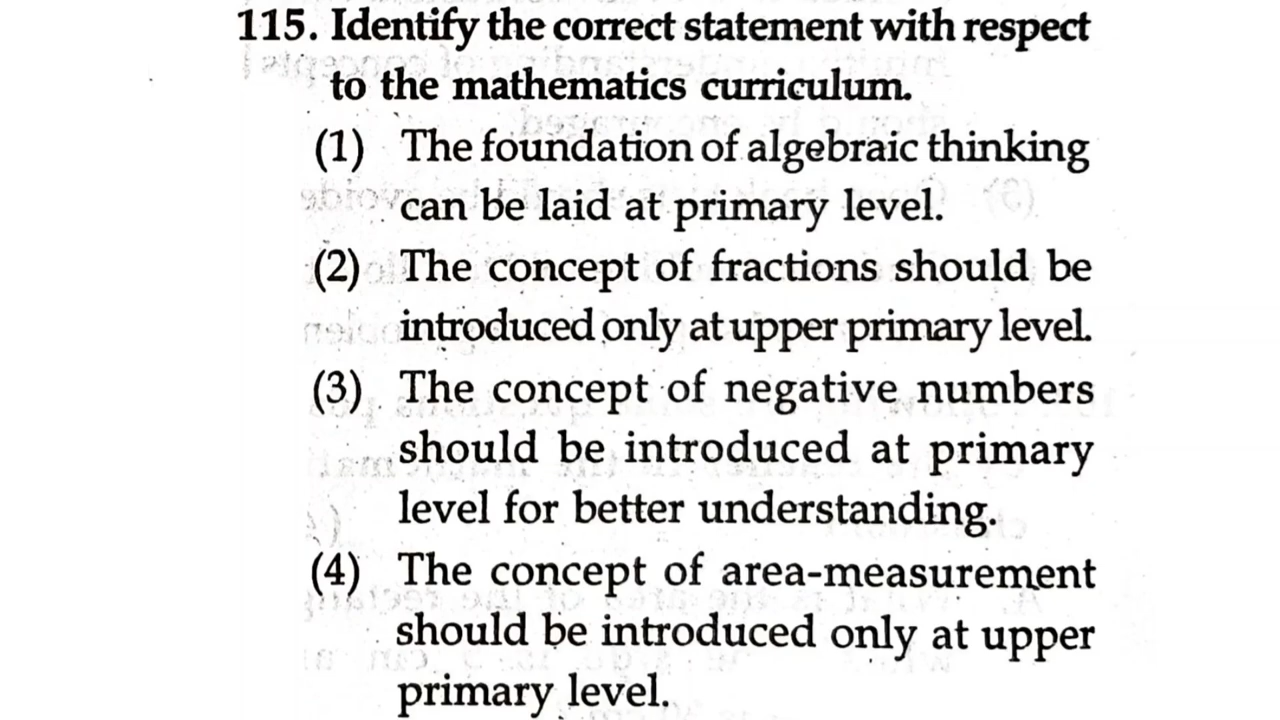 115. Identify the correct statement with respect
to the mathematics curriculum.
(1) The foundation of algebraic thinking
can be laid at primary level.
(2) The concept of fractions should be
introduced only at upper primary level.
(3) The concept of negative numbers
should be introduced at primary
level for better understanding.
(4) The concept of area-measurement
should be introduced only at upper
primary level.